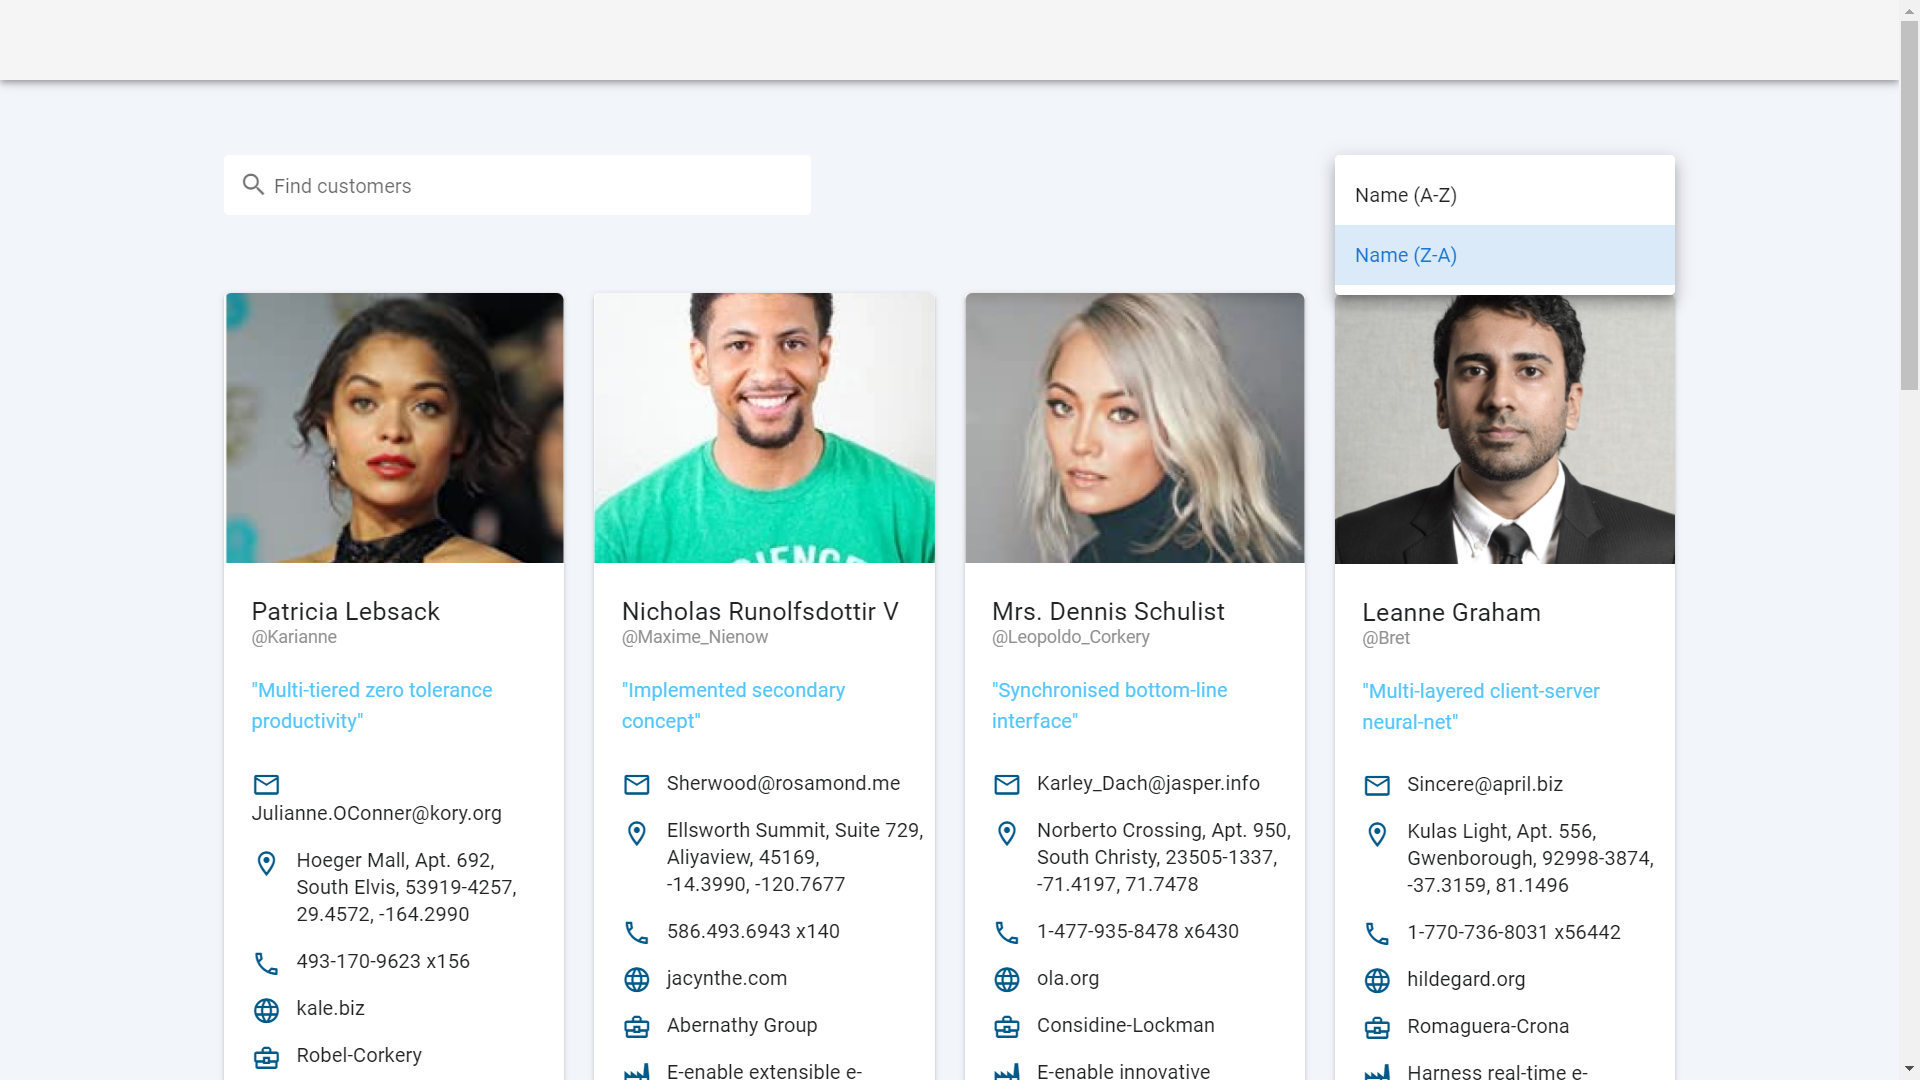 Find customers
Name (A-Z)
Name (Z-A)
Patricia Lebsack
@Karianne
"Multi-tiered zero tolerance
productivity"
Julianne.OConner@kory.org
Hoeger Mall, Apt. 692,
South Elvis, 53919-4257,
29.4572, -164.2990
493-170-9623 x156
kale.biz
Robel-Corkery
Nicholas Runolfsdottir V
@Maxime_Nienow
"Implemented secondary
concept"
Sherwood@rosamond.me
Ellsworth Summit, Suite 729,
Aliyaview, 45169,
-14.3990, -120.7677
586.493.6943 x140
jacynthe.com
Abernathy Group
E-enable extensible e-
Mrs. Dennis Schulist
@Leopoldo_Corkery
"Synchronised bottom-line
interface"
Karley_Dach@jasper.info
Norberto Crossing, Apt. 950,
South Christy, 23505-1337,
-71.4197, 71.7478
1-477-935-8478 x6430
ola.org
Considine-Lockman
E-enable innovative
Leanne Graham
@Bret
"Multi-layered client-server
neural-net"
Sincere@april.biz
Kulas Light, Apt. 556,
Gwenborough, 92998-3874,
-37.3159, 81.1496
1-770-736-8031 x56442
hildegard.org
Romaguera-Crona
Harness real-time e-